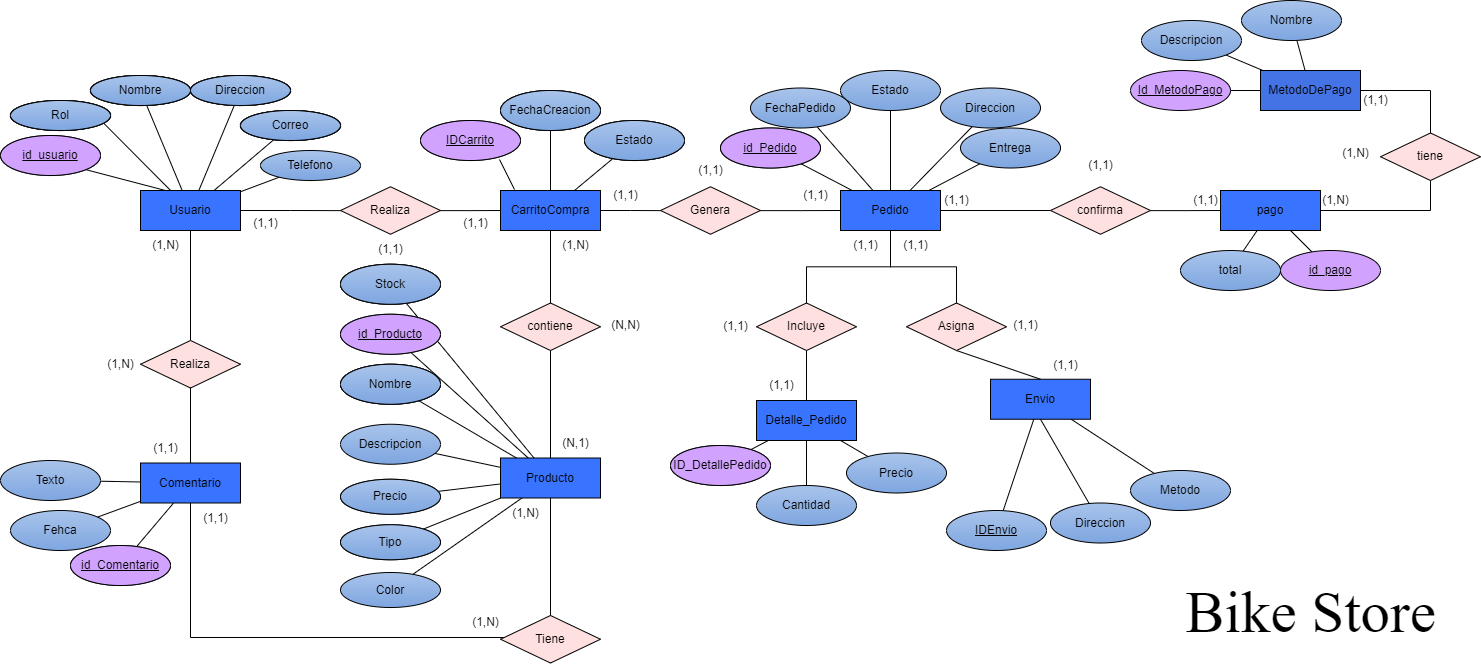 Nombre
Descripcion
Id_MetodoPago
MetodoDePago
(1,1)
tiene
(1,N)
Nombre
Direccion
Rol
Correo
id_usuario
Telefono
Usuario
(1,1)
(1,N)
Realiza
(1,1)
(1,1)
FechaCreacion
IDCarrito
Estado
CarritoCompra
(1,1)
(1,N)
Genera
(1,1)
(1,1)
Estado
FechaPedido
Direccion
id_Pedido
Entrega
Pedido
(1,1)
(1,1)
(1,1)
confirma
(1,1)
(1,1)
pago
(1,N)
total
id_pago
Stock
id_Producto
Nombre
Descripcion
Precio
Tipo
Color
contiene
(N,N)
(N,1)
Producto
(1,N)
Realiza
(1,N)
(1,1)
Comentario
(1,1)
Texto
Fehca
id_Comentario
(1,N)
Tiene
(1,1)
Incluye
(1,1)
Detalle_Pedido
ID_DetallePedido
Cantidad
Precio
Asigna
(1,1)
(1,1)
Envio
IDEnvio
Direccion
Metodo
Bike Store